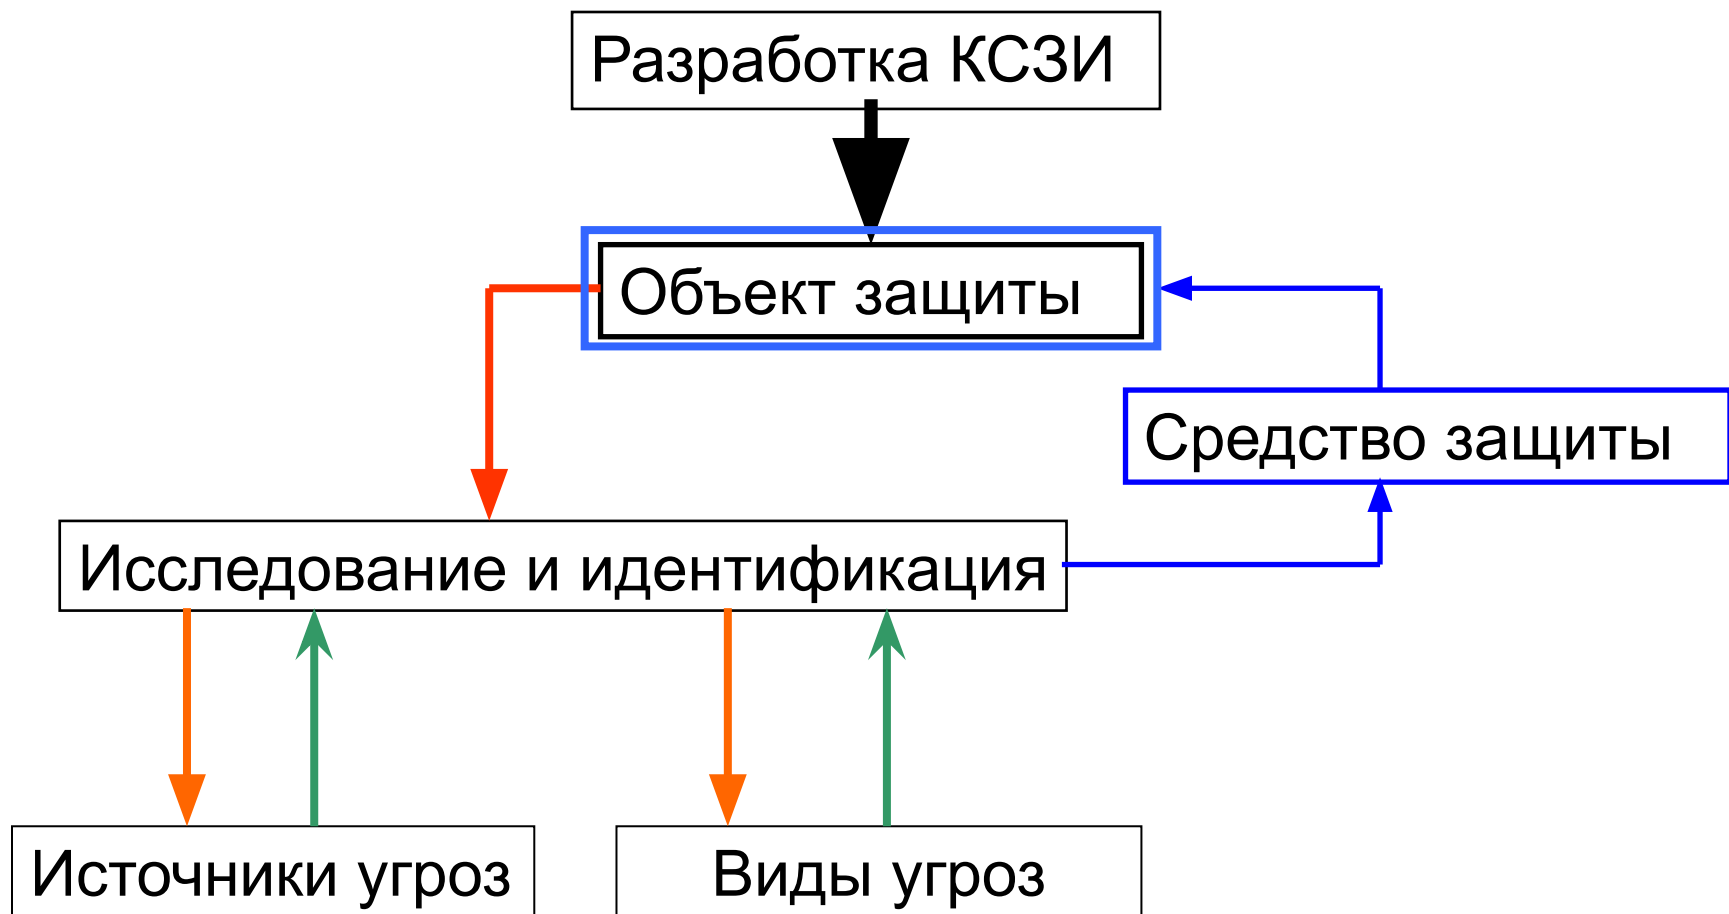 Разработка КСЗИ
Объект защиты
Средство защиты
Исследование и идентификация
Источники угроз
Виды угроз